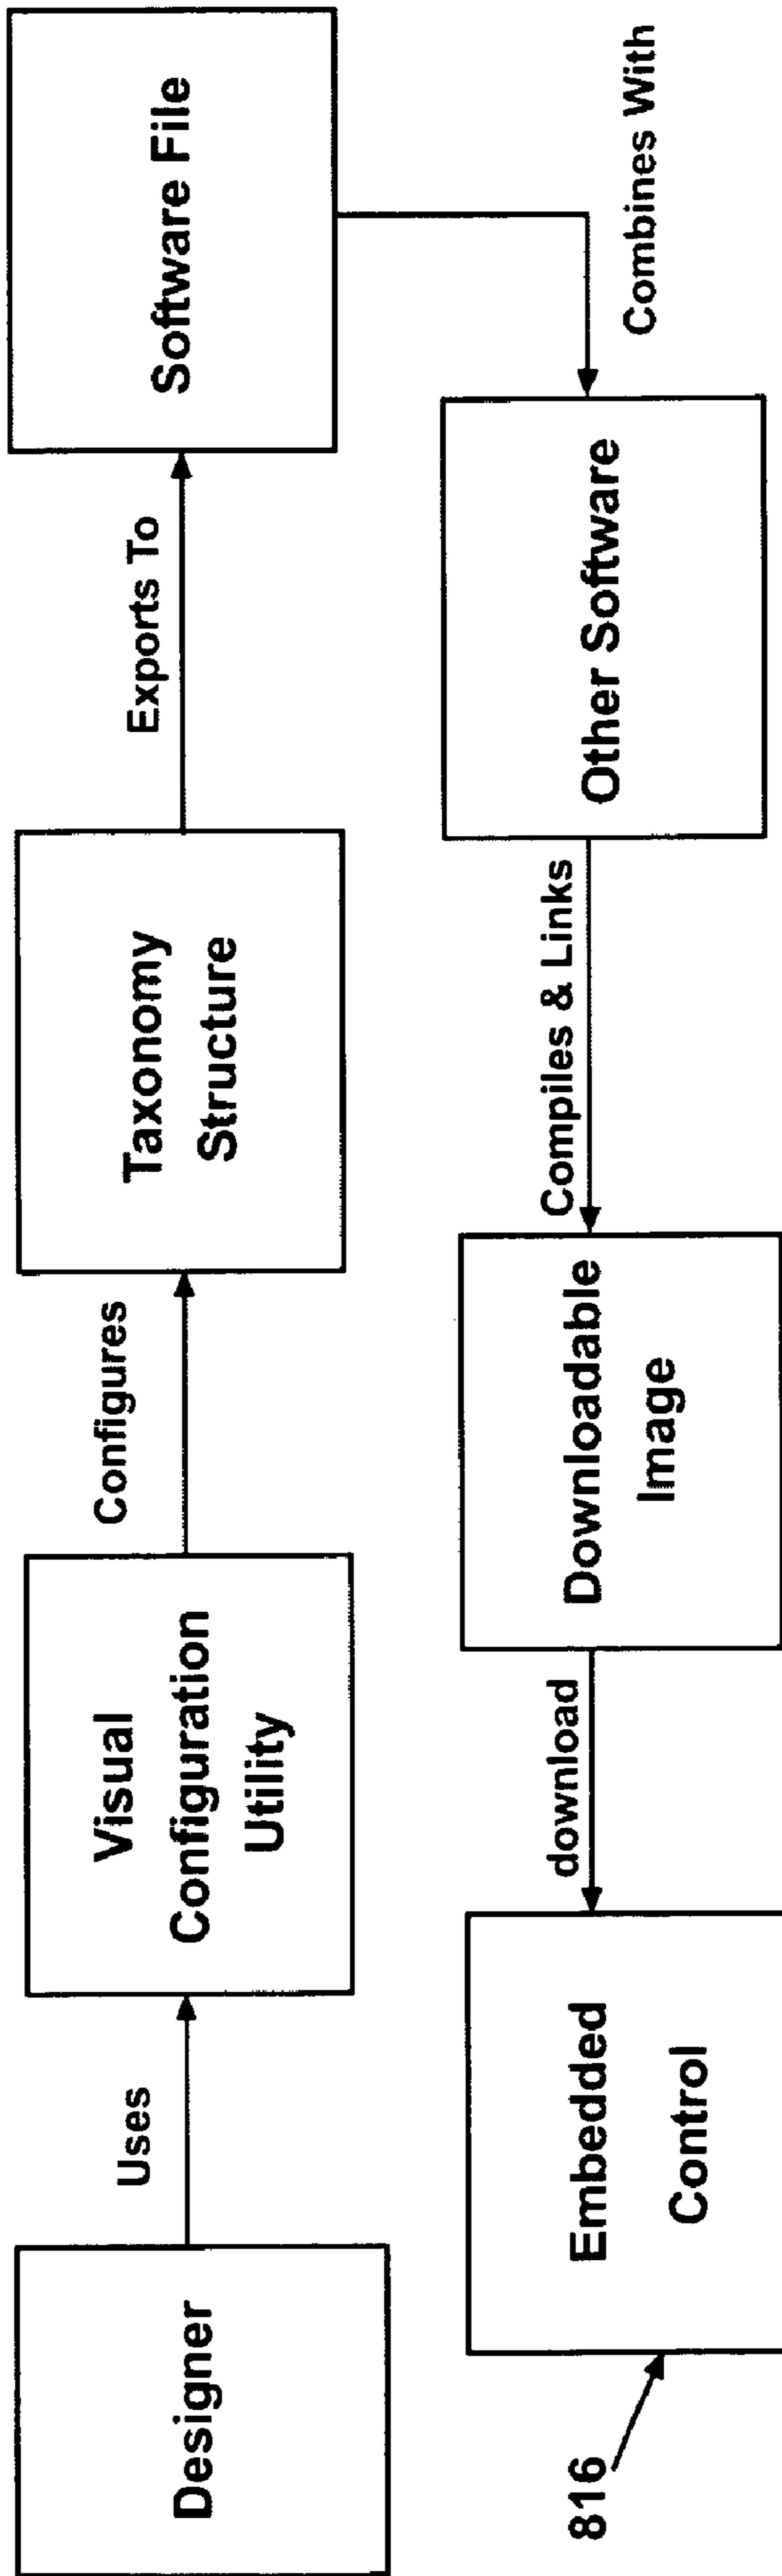 Designer
Uses
Visual
Configuration
Utility
Configures
Taxonomy
Structure
Exports To
Software File
Combines With
Other Software
Compiles & Links
Downloadable
Image
download
Embedded
Control
816